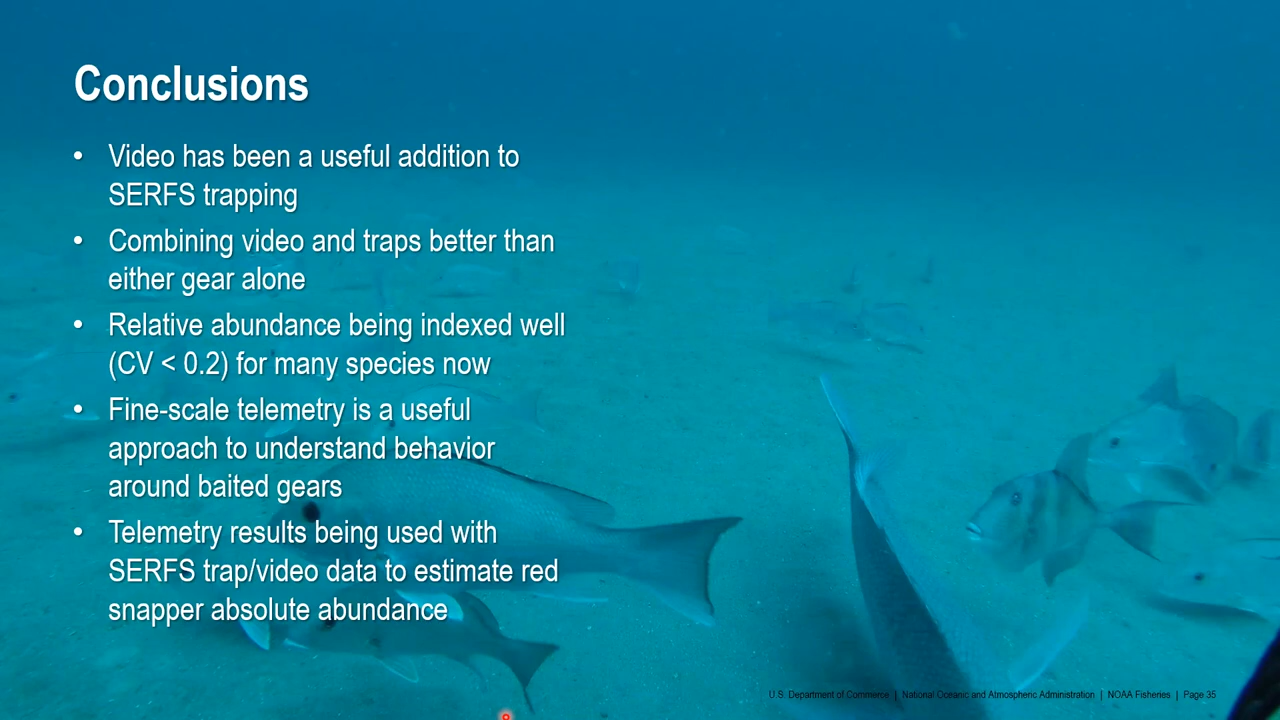 Conclusions
• Video has been a useful addition to
SERFS trapping
• Combining video and traps better than
either gear alone
• Relative abundance being indexed well
(CV < 0.2) for many species now
• Fine-scale telemetry is a useful
approach to understand behavior
around baited gears
• Telemetry results being used with
SERFS trap/video data to estimate red
snapper absolute abundance
U.S. Department of Commerce | National Oceanic and Atmospheric Administration | NOAA Fisheries | Page 35